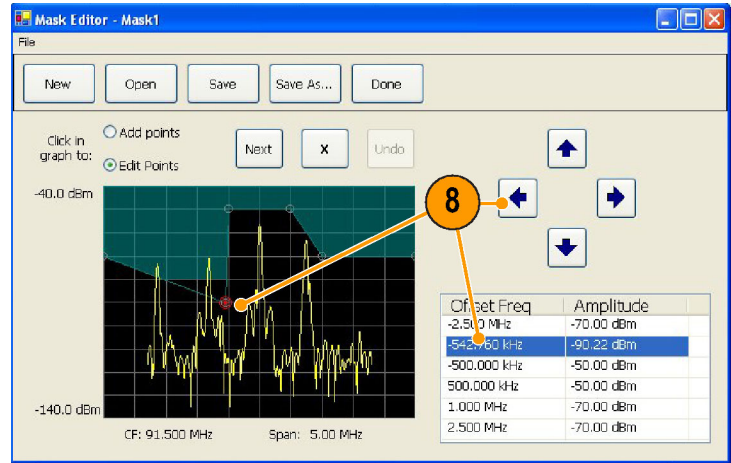 Mask Editor - Mask1
File
New Open Save Save As... Done
Click in graph to:
Add points
Edit Points
Next X Undo
-40.0 dBm
8
-140.0 dBm
CF: 91.500 MHz Span: 5.00 MHz
Offset Freq Amplitude
-2.500 MHz -70.00 dBm
-542.760 kHz -90.22 dBm
-500.000 kHz -50.00 dBm
500.000 kHz -50.00 dBm
1.000 MHz -70.00 dBm
2.500 MHz -70.00 dBm